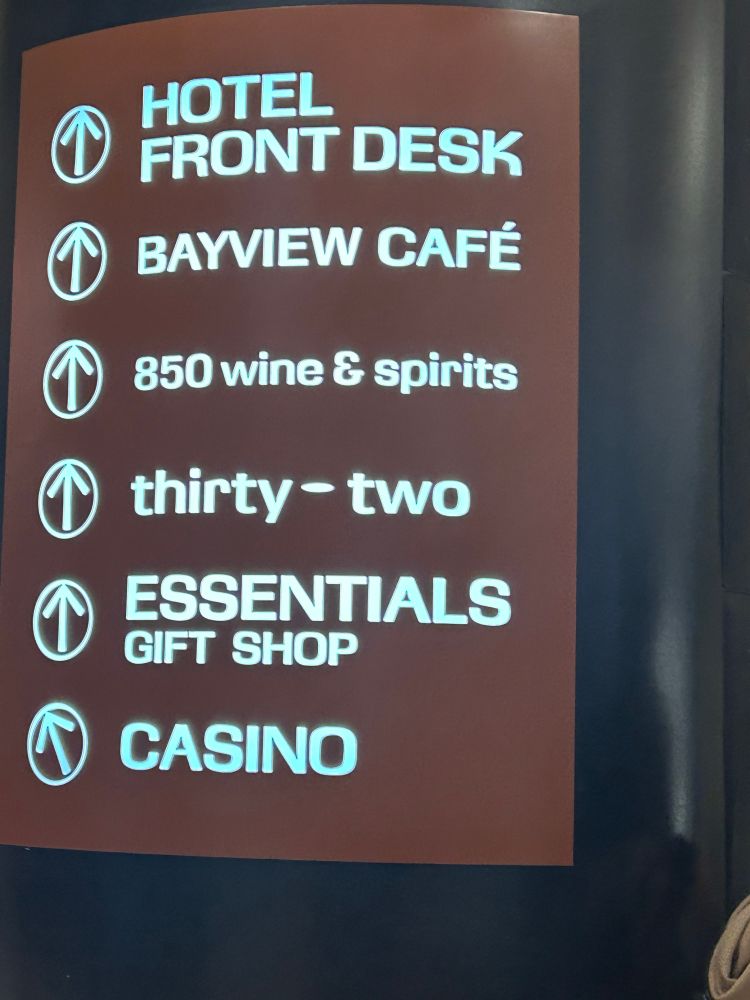 HOTEL
FRONT DESK
BAYVIEW CAFÉ
850 wine & spirits
thirty-two
ESSENTIALS
GIFT SHOP
CASINO